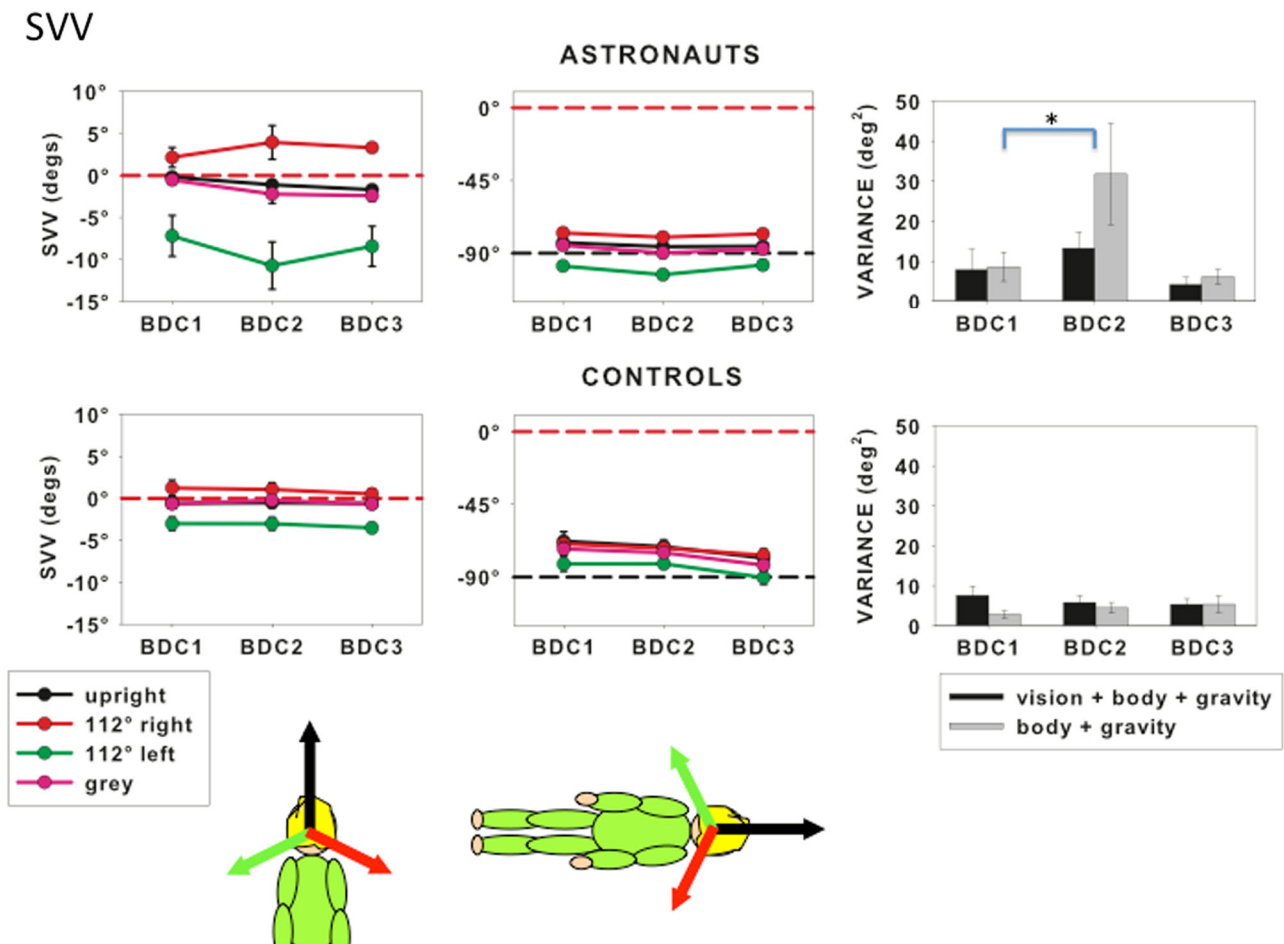 SVV
ASTRONAUTS
SVV (degs)
10°
5°
0°
-5°
-10°
-15°
BDC1 BDC2 BDC3
0°
-45°
-90°
BDC1 BDC2 BDC3
VARIANCE (deg²)
50
40
30
20
10
0
*
BDC1 BDC2 BDC3
CONTROLS
SVV (degs)
10°
5°
0°
-5°
-10°
-15°
BDC1 BDC2 BDC3
0°
-45°
-90°
BDC1 BDC2 BDC3
VARIANCE (deg²)
50
40
30
20
10
0
BDC1 BDC2 BDC3
upright
112° right
112° left
grey
vision + body + gravity
body + gravity